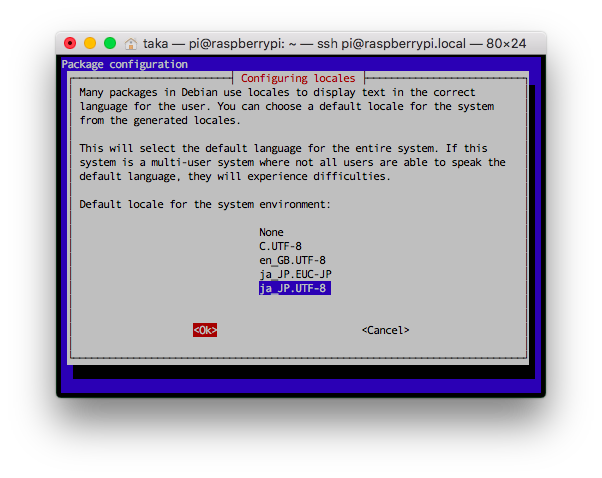 taka — pi@raspberrypi: ~ — ssh pi@raspberrypi.local — 80×24
Package configuration
Configuring locales
Many packages in Debian use locales to display text in the correct
language for the user. You can choose a default locale for the system
from the generated locales.
This will select the default language for the entire system. If this
system is a multi-user system where not all users are able to speak the
default language, they will experience difficulties.
Default locale for the system environment:
None
C.UTF-8
en_GB.UTF-8
ja_JP.EUC-JP
ja_JP.UTF-8
<Ok> <Cancel>